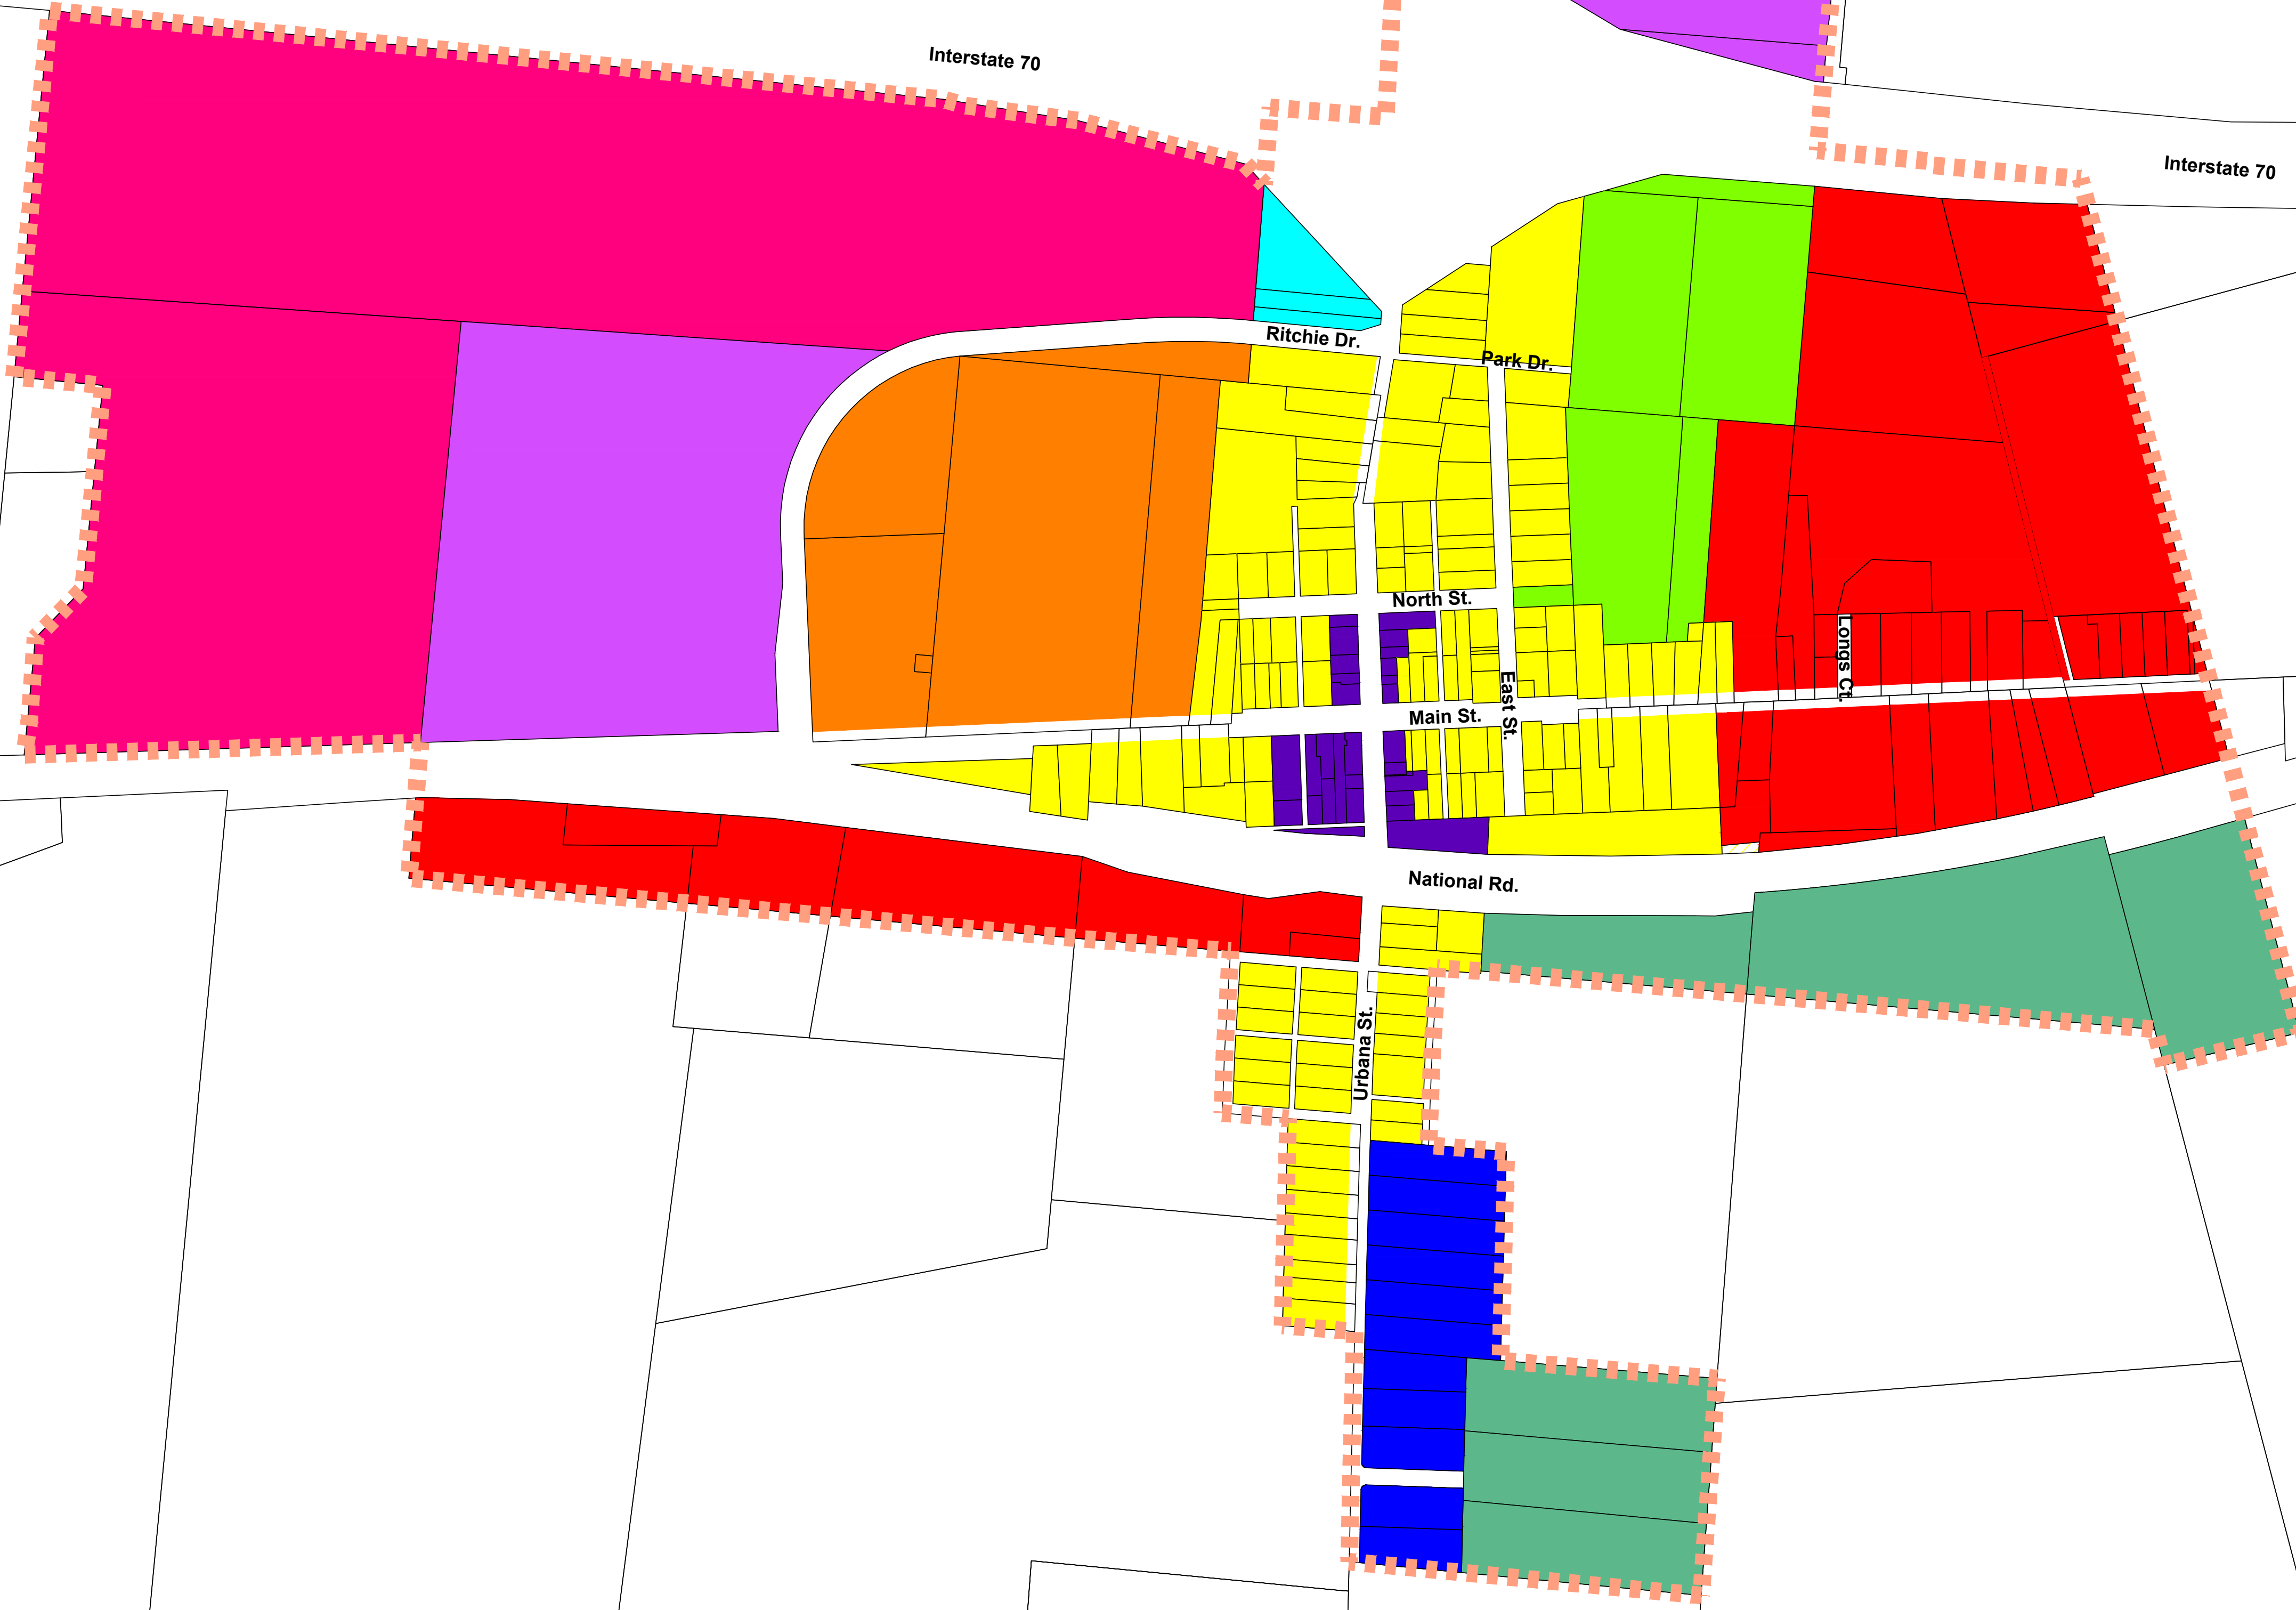 Interstate 70
Interstate 70
Ritchie Dr.
Park Dr.
North St.
Longs Ct.
East St.
Main St.
National Rd.
Urbana St.